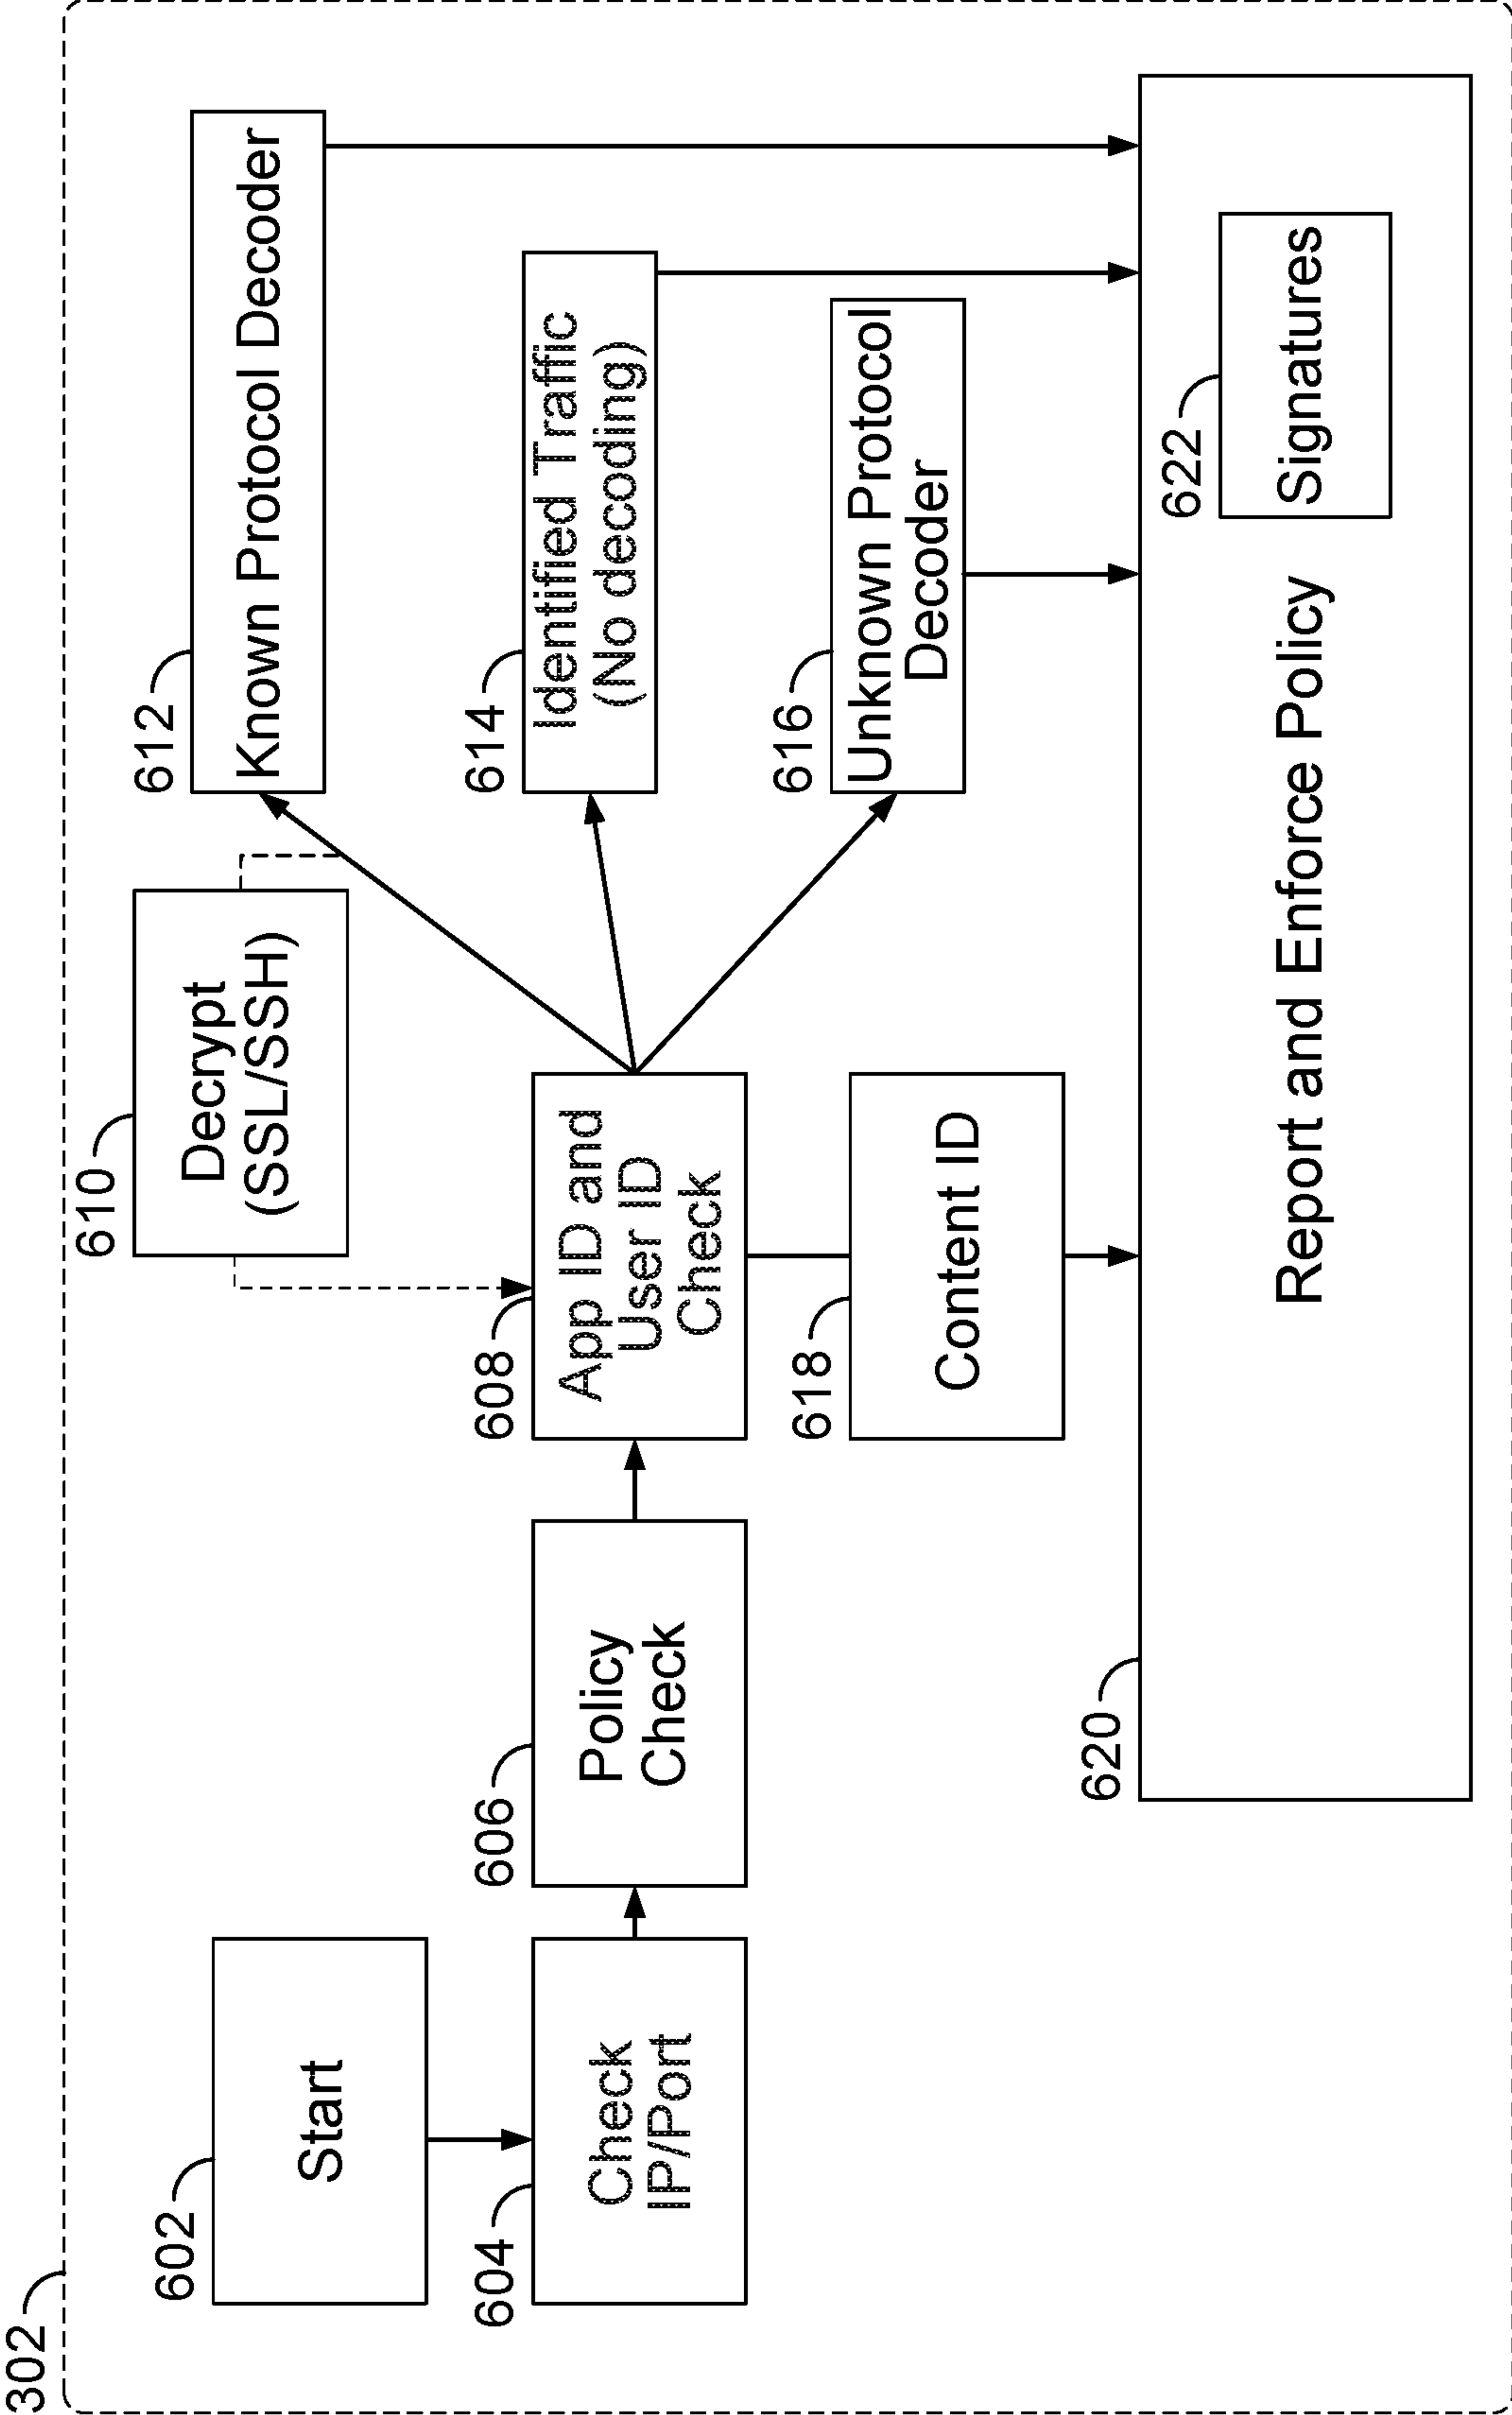 302
602
Start
604
Check
IP/Port
606
Policy
Check
608
App ID and
User ID
Check
610
Decrypt
(SSL/SSH)
612
Known Protocol Decoder
614
Identified Traffic
(No decoding)
616
Unknown Protocol
Decoder
618
Content ID
620
Report and Enforce Policy
622
Signatures